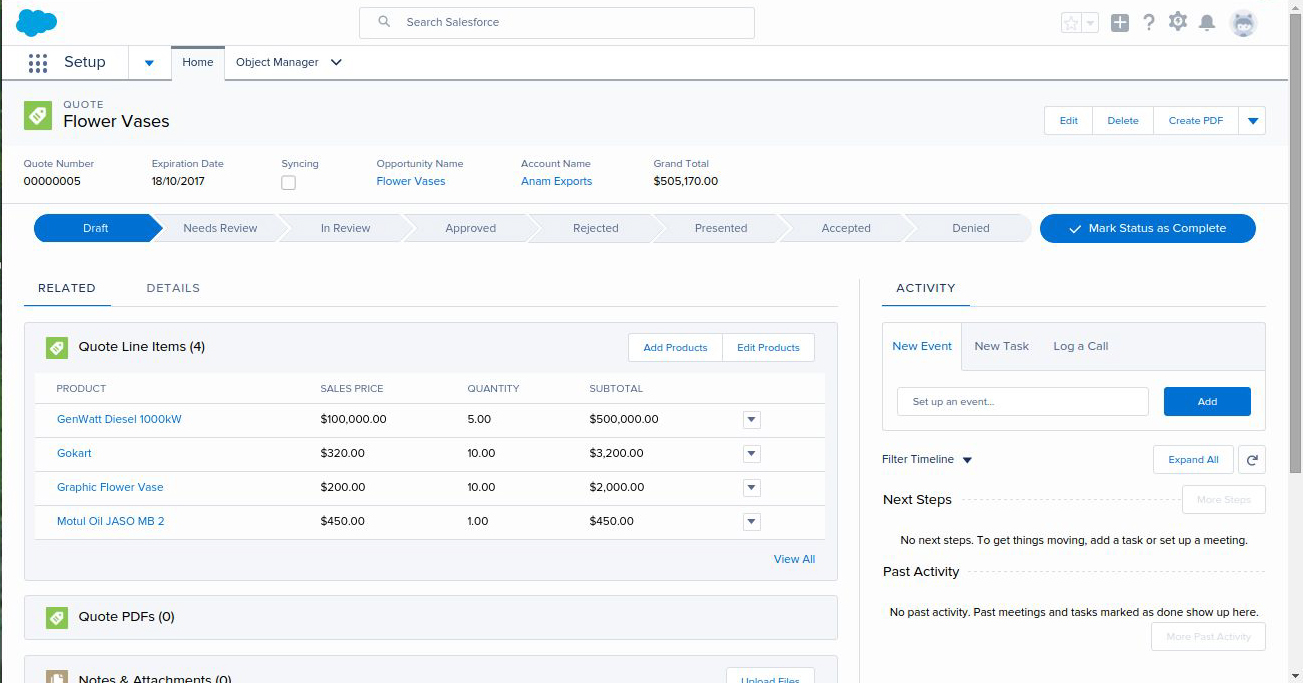 Search Salesforce
Setup
Home
Object Manager
QUOTE
Flower Vases
Edit
Delete
Create PDF
Quote Number
Expiration Date
Syncing
Opportunity Name
Account Name
Grand Total
00000005
18/10/2017
Flower Vases
Anam Exports
$505,170.00
Draft
Needs Review
In Review
Approved
Rejected
Presented
Accepted
Denied
Mark Status as Complete
RELATED
DETAILS
Quote Line Items (4)
Add Products
Edit Products
PRODUCT SALES PRICE QUANTITY SUBTOTAL
GenWatt Diesel 1000kW $100,000.00 5.00 $500,000.00
Gokart $320.00 10.00 $3,200.00
Graphic Flower Vase $200.00 10.00 $2,000.00
Motul Oil JASO MB 2 $450.00 1.00 $450.00
View All
Quote PDFs (0)
Notes & Attachments (0)
Upload Files
ACTIVITY
New Event
New Task
Log a Call
Set up an event...
Add
Filter Timeline
Expand All
Next Steps
More Steps
No next steps. To get things moving, add a task or set up a meeting.
Past Activity
No past activity. Past meetings and tasks marked as done show up here.
More Past Activity